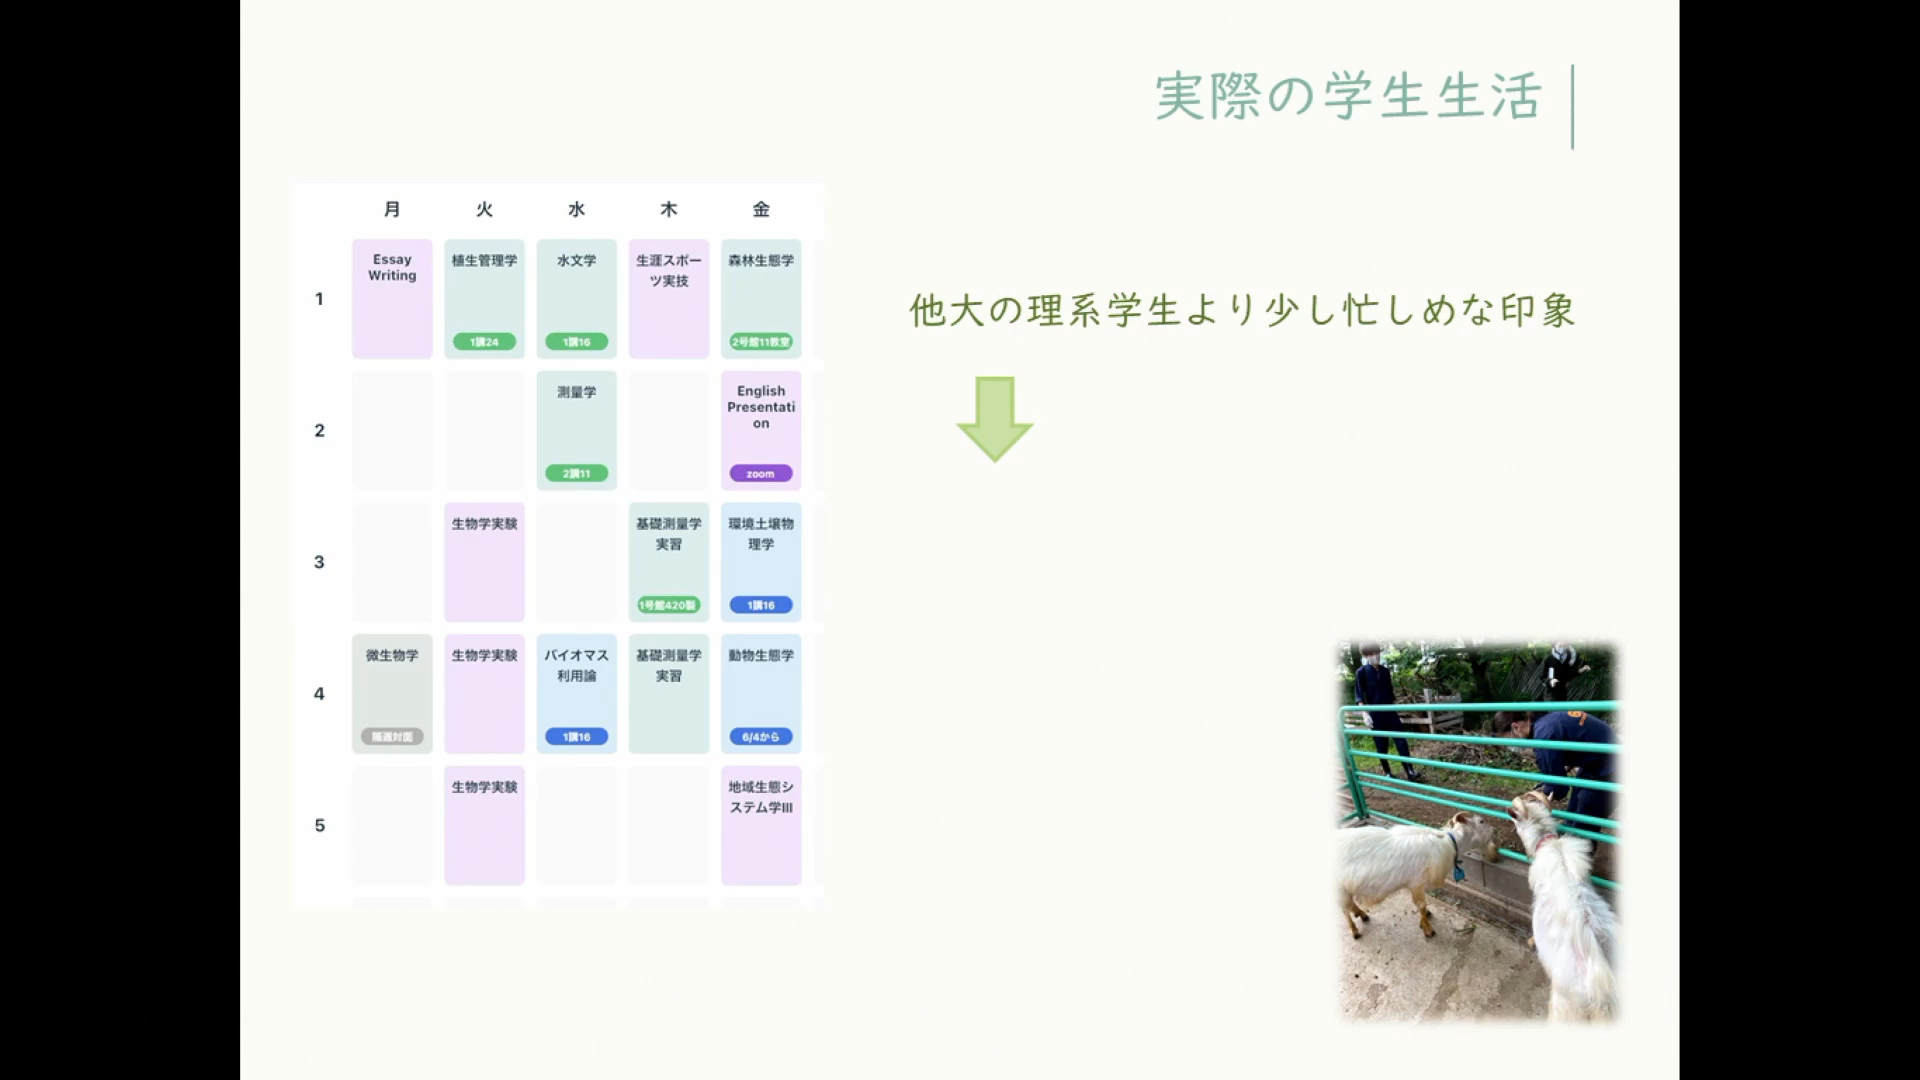 実際の学生生活
月 火 水 木 金
1
Essay
Writing
植生管理学
1講24
水文学
1講16
生涯スポー
ツ実技
森林生態学
2号館11教室
2
測量学
2講11
English
Presentati
on
zoom
3
生物学実験
基礎測量学
実習
1号館420製
環境土壌物
理学
1講16
4
微生物学
隔週対面
生物学実験
バイオマス
利用論
1講16
基礎測量学
実習
動物生態学
6/4から
5
生物学実験
地域生態シ
ステム学III
他大の理系学生より少し忙しめな印象